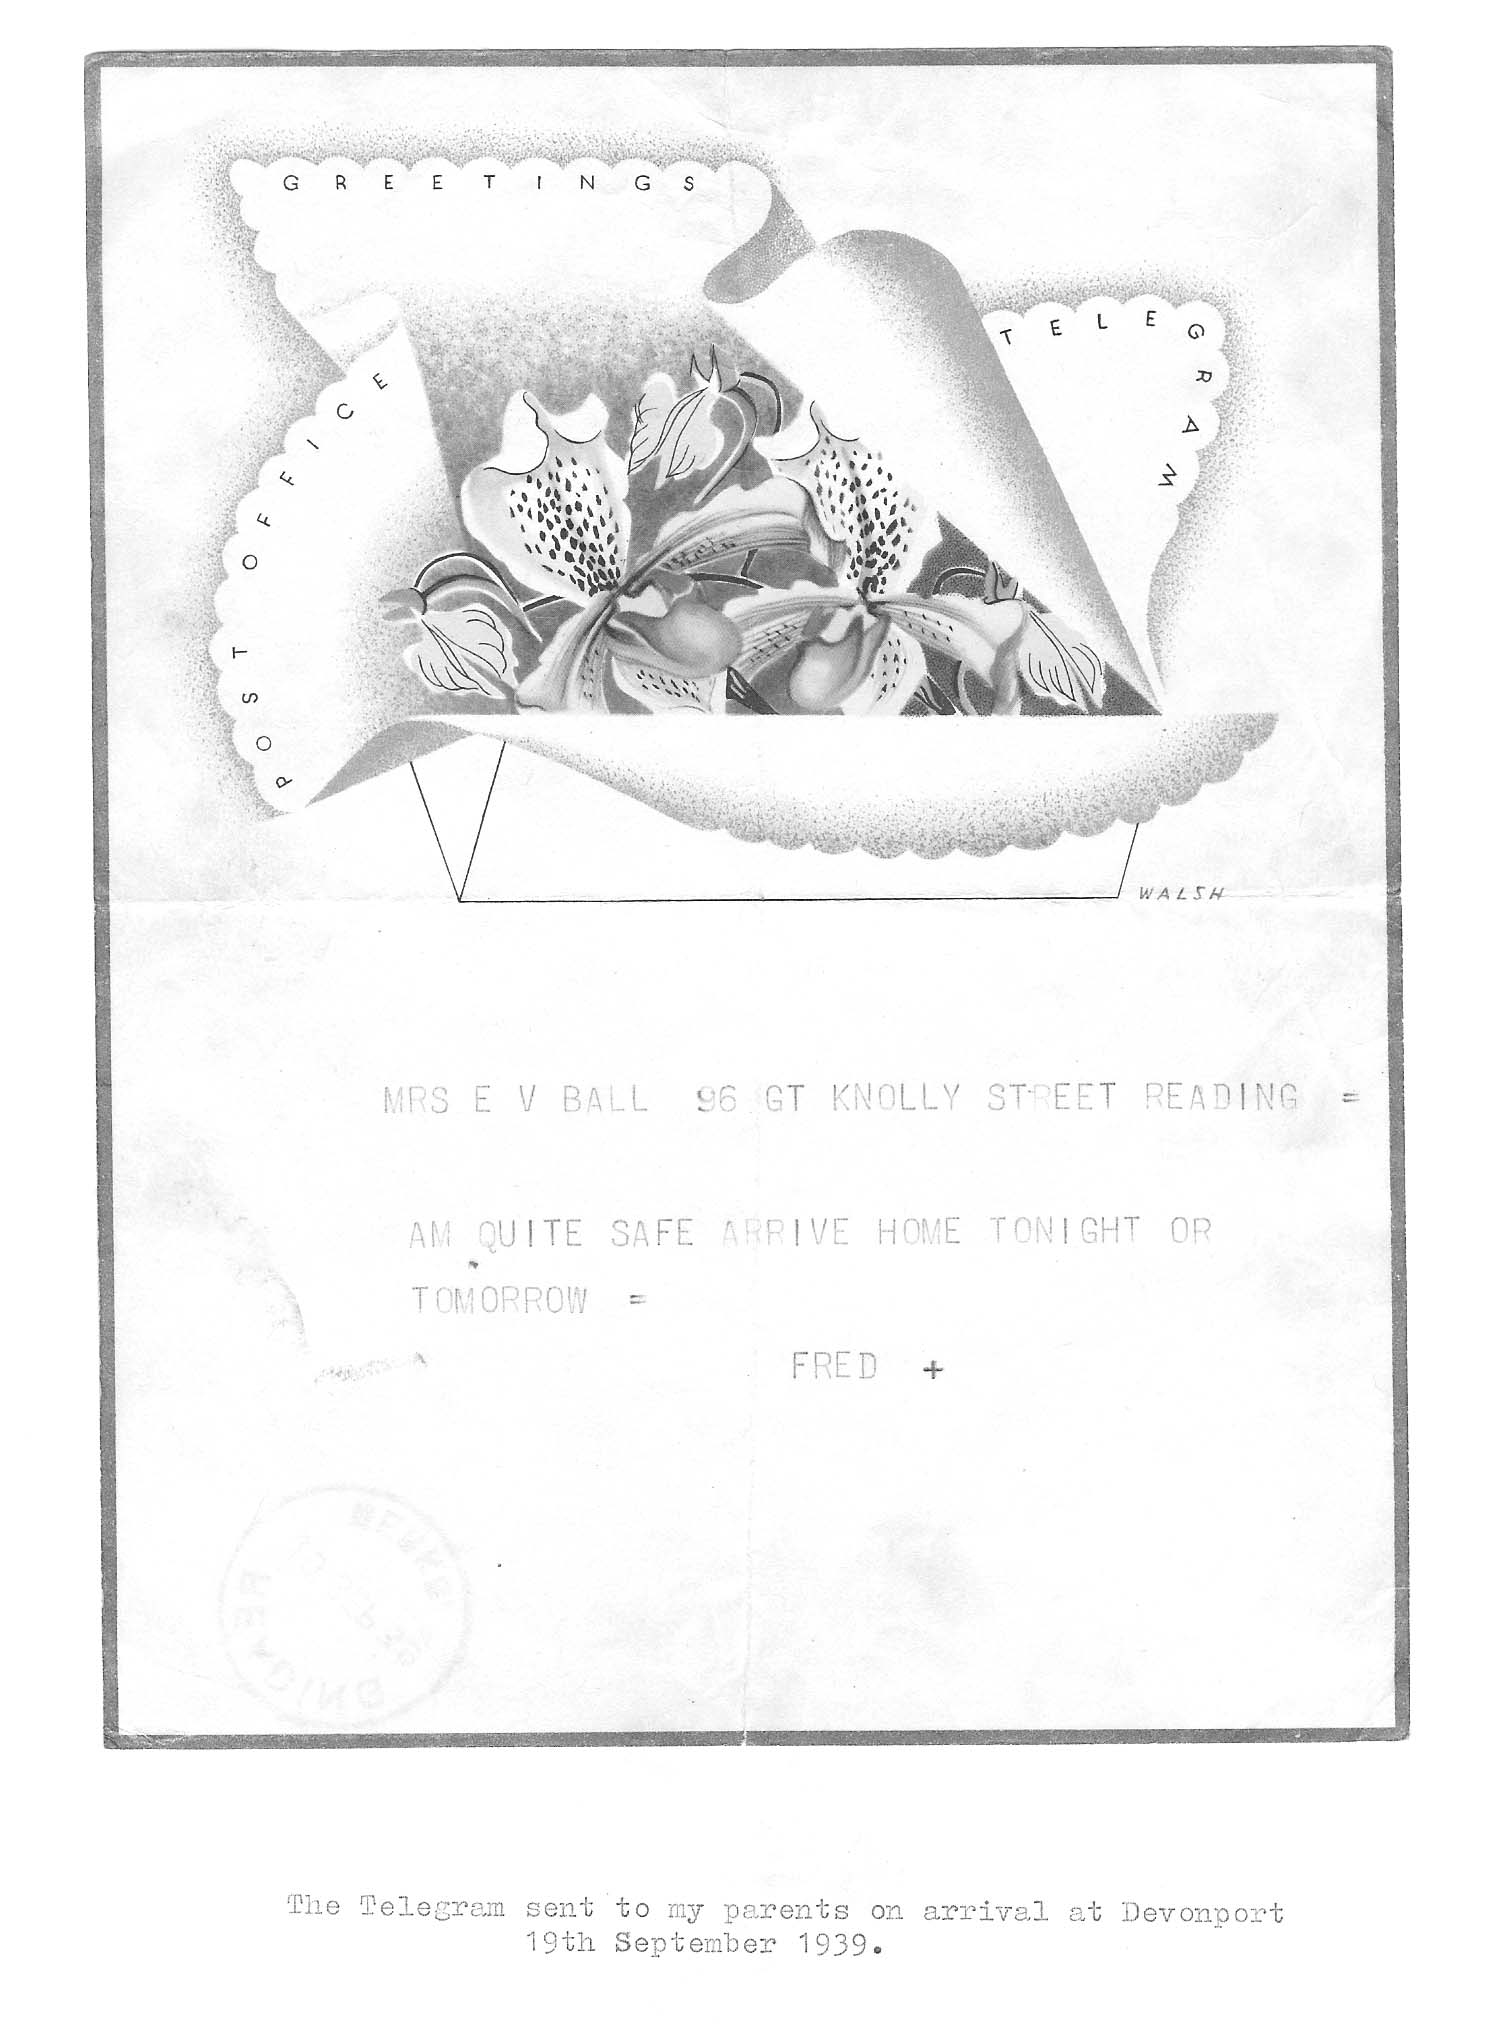 GREETINGS
POST OFFICE
TELEGRAM
WALSH
MRS E V BALL 96 GT KNOLLY STREET READING =
AM QUITE SAFE ARRIVE HOME TONIGHT OR
TOMORROW =
FRED +
READING
The Telegram sent to my parents on arrival at Devonport
19th September 1939.